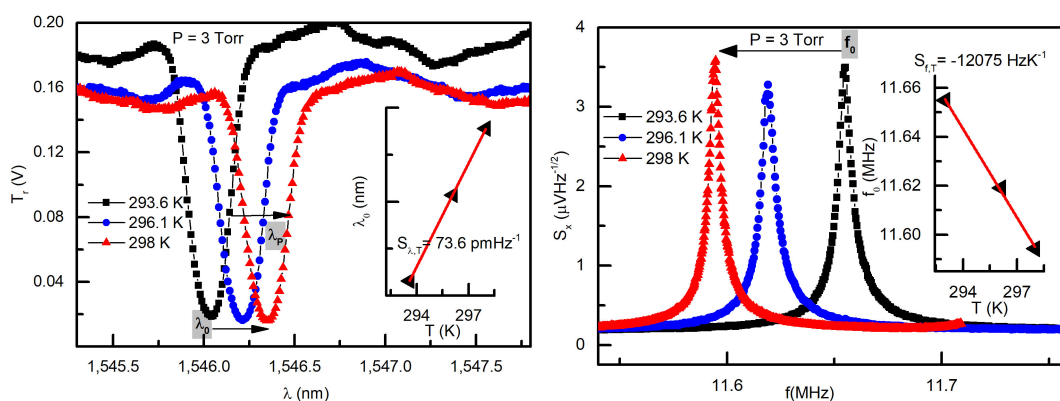 P = 3 Torr
T_r (V)
0.20
0.16
0.12
0.08
0.04
293.6 K
296.1 K
298 K
λ_P
λ_0
λ_0 (nm)
S_λ,T = 73.6 pmHz^-1
294 297
T (K)
1,545.5 1,546.0 1,546.5 1,547.0 1,547.5
λ (nm)
P = 3 Torr
f_0
S_x (µVHz^-1/2)
4
3
2
1
0
293.6 K
296.1 K
298 K
S_f,T = -12075 HzK^-1
f_0 (MHz)
11.66
11.64
11.62
11.60
294 297
T (K)
11.6 11.7
f(MHz)